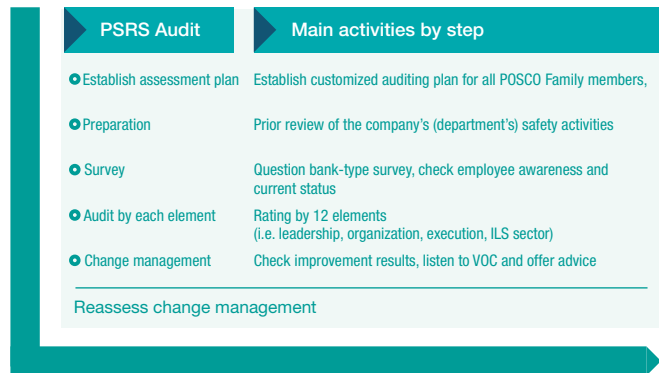 PSRS Audit Main activities by step
Establish assessment plan Establish customized auditing plan for all POSCO Family members,
Preparation Prior review of the company's (department's) safety activities
Survey Question bank-type survey, check employee awareness and
current status
Audit by each element Rating by 12 elements
(i.e. leadership, organization, execution, ILS sector)
Change management Check improvement results, listen to VOC and offer advice
Reassess change management